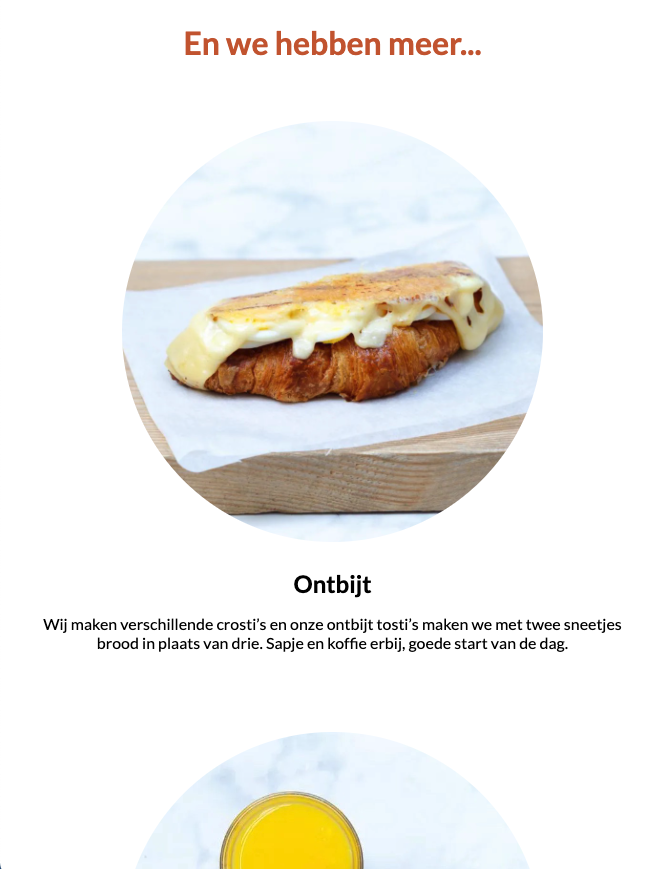 En we hebben meer...
Ontbijt
Wij maken verschillende crosti’s en onze ontbijt tosti’s maken we met twee sneetjes
brood in plaats van drie. Sapje en koffie erbij, goede start van de dag.